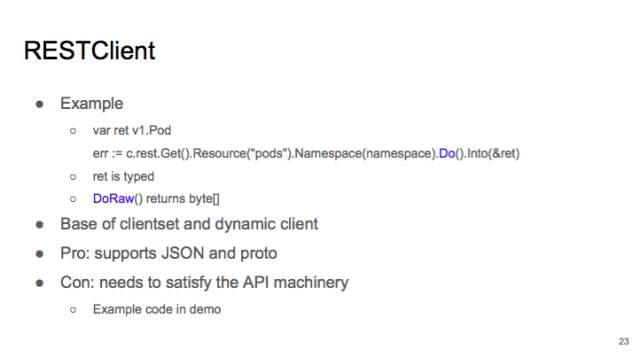 RESTClient
● Example
○ var ret v1.Pod
err := c.rest.Get().Resource("pods").Namespace(namespace).Do().Into(&ret)
○ ret is typed
○ DoRaw() returns byte[]
● Base of clientset and dynamic client
● Pro: supports JSON and proto
● Con: needs to satisfy the API machinery
○ Example code in demo
23